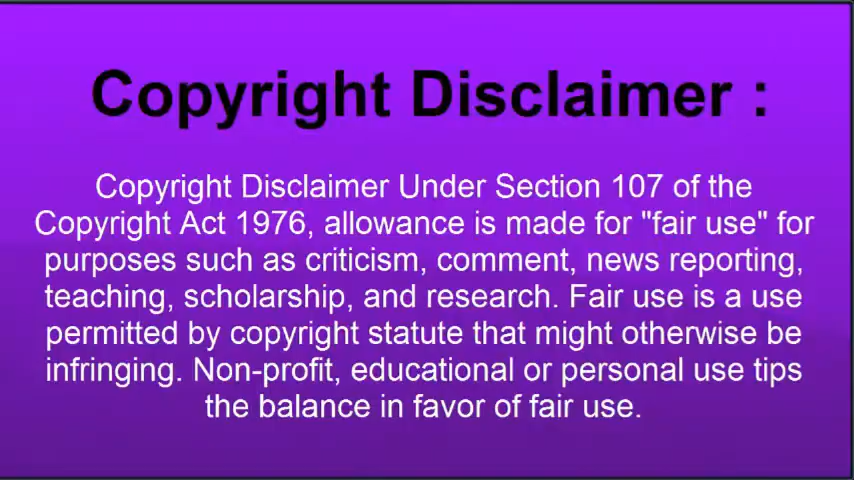 Copyright Disclaimer :
Copyright Disclaimer Under Section 107 of the
Copyright Act 1976, allowance is made for "fair use" for
purposes such as criticism, comment, news reporting,
teaching, scholarship, and research. Fair use is a use
permitted by copyright statute that might otherwise be
infringing. Non-profit, educational or personal use tips
the balance in favor of fair use.